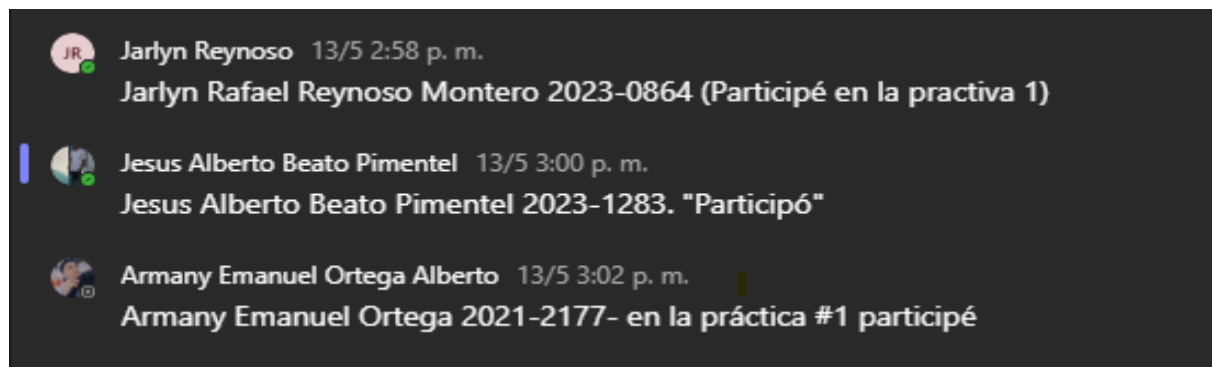 JR Jarlyn Reynoso 13/5 2:58 p. m.
Jarlyn Rafael Reynoso Montero 2023-0864 (Participé en la practiva 1)
Jesus Alberto Beato Pimentel 13/5 3:00 p. m.
Jesus Alberto Beato Pimentel 2023-1283. "Participó"
Armany Emanuel Ortega Alberto 13/5 3:02 p. m.
Armany Emanuel Ortega 2021-2177- en la práctica #1 participé